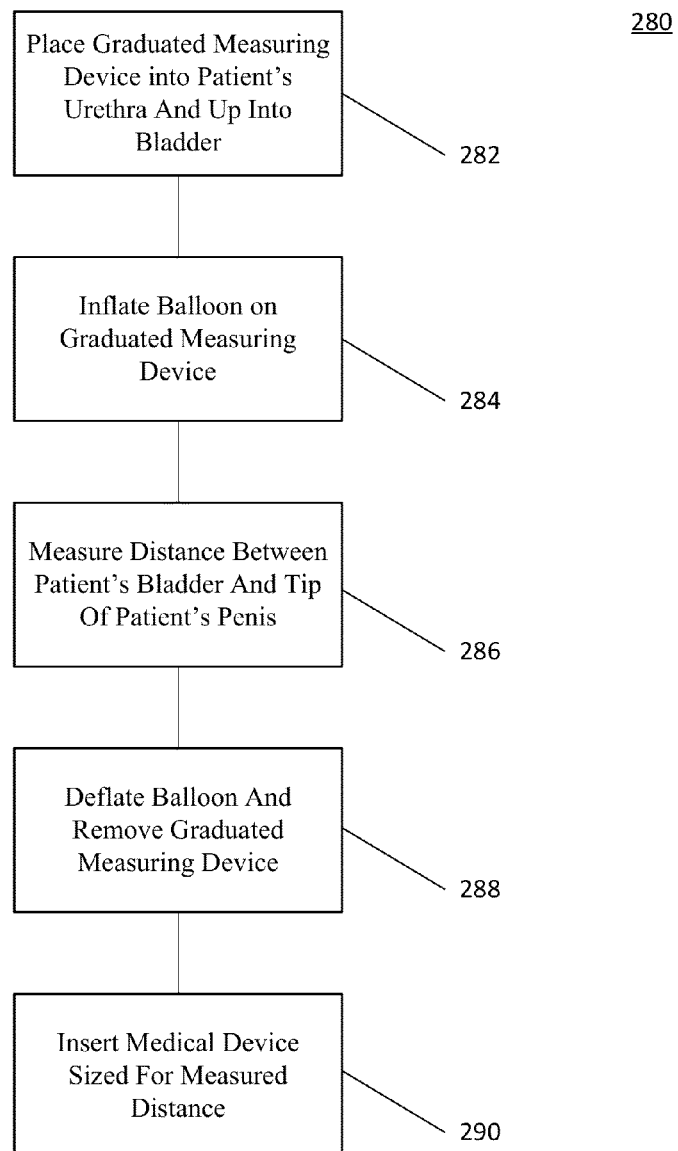 280
Place Graduated Measuring
Device into Patient's
Urethra And Up Into
Bladder
282
Inflate Balloon on
Graduated Measuring
Device
284
Measure Distance Between
Patient's Bladder And Tip
Of Patient's Penis
286
Deflate Balloon And
Remove Graduated
Measuring Device
288
Insert Medical Device
Sized For Measured
Distance
290